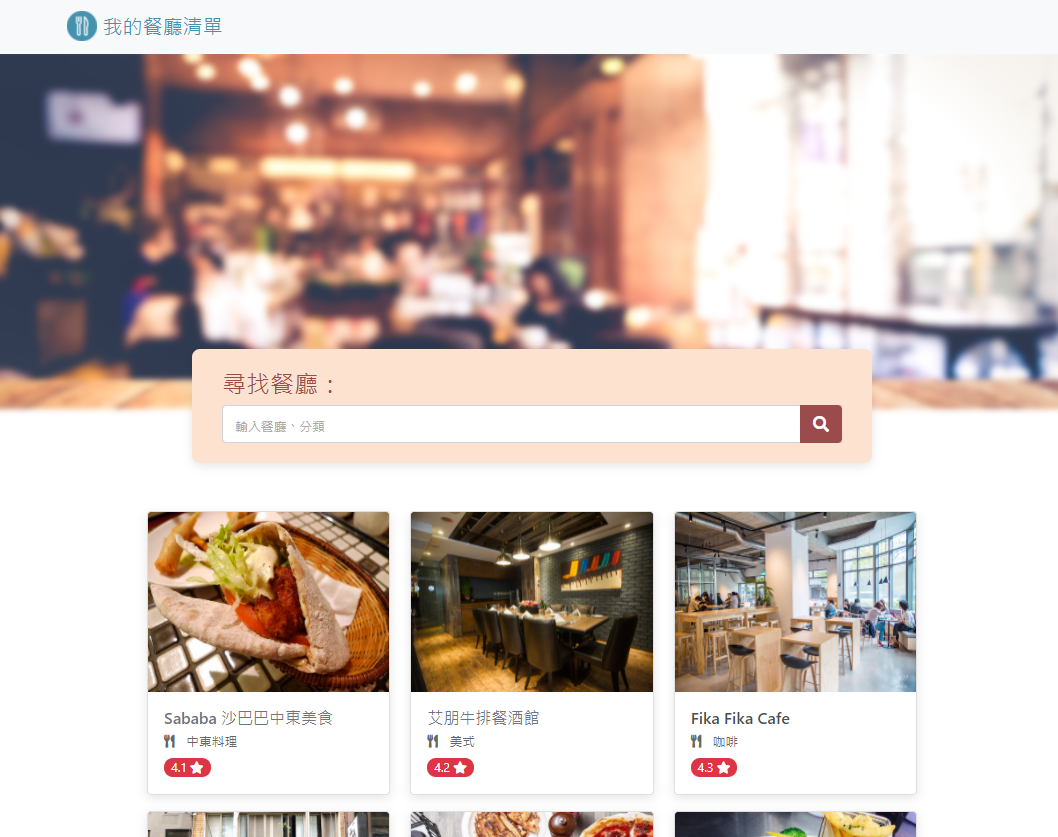 我的餐廳清單
尋找餐廳：
輸入餐廳、分類
Sababa 沙巴巴中東美食
中東料理
4.1
艾朋牛排餐酒館
美式
4.2
Fika Fika Cafe
咖啡
4.3